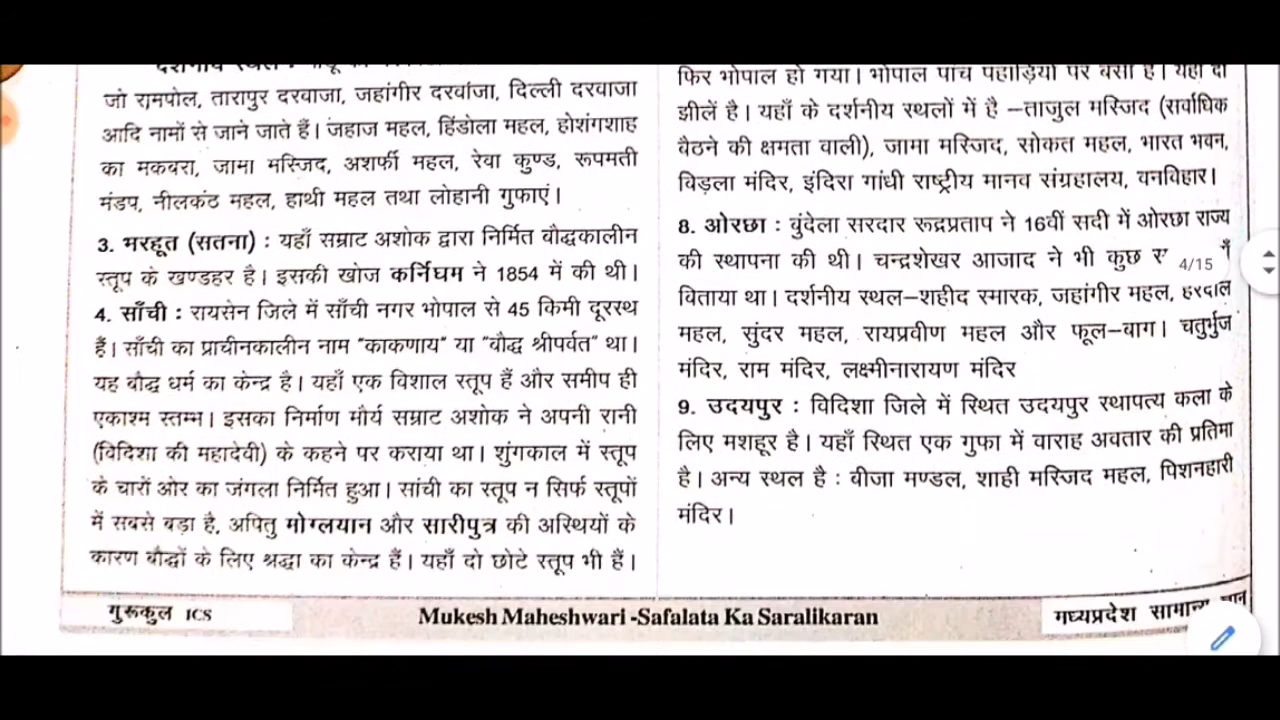 जो रामपोल, तारापुर दरवाजा, जहांगीर दरवांजा, दिल्ली दरवाजा
आदि नामों से जाने जाते हैं। जहाज महल, हिंडोला महल, होशंगशाह
का मकबरा, जामा मस्जिद, अशर्फी महल, रेवा कुण्ड, रूपमती
मंडप, नीलकंठ महल, हाथी महल तथा लोहानी गुफाएं।
3. भरहूत (सतना) : यहाँ सम्राट अशोक द्वारा निर्मित बौद्धकालीन
स्तूप के खण्डहर है। इसकी खोज कर्निघम ने 1854 में की थी।
4. साँची : रायसेन जिले में साँची नगर भोपाल से 45 किमी दूरस्थ
हैं। साँची का प्राचीनकालीन नाम "काकणाय" या "बौद्ध श्रीपर्वत" था।
यह बौद्ध धर्म का केन्द्र है। यहाँ एक विशाल स्तूप हैं और समीप ही
एकाश्म स्तम्भ। इसका निर्माण मौर्य सम्राट अशोक ने अपनी रानी
(विदिशा की महादेवी) के कहने पर कराया था। शुंगकाल में स्तूप
के चारों ओर का जंगला निर्मित हुआ। सांची का स्तूप न सिर्फ स्तूपों
में सबसे बड़ा है, अपितु मोग्लयान और सारीपुत्र की अस्थियों के
कारण बौद्धों के लिए श्रद्धा का केन्द्र हैं। यहाँ दो छोटे स्तूप भी हैं।
फिर भोपाल हो गया। भोपाल पांच पहाड़ियों पर बसा है। यहां दो
झीलें है। यहाँ के दर्शनीय स्थलों में है –ताजुल मस्जिद (सर्वाधिक
बैठने की क्षमता वाली), जामा मस्जिद, सोकत महल, भारत भवन,
विड़ला मंदिर, इंदिरा गांधी राष्ट्रीय मानव संग्रहालय, वनविहार।
8. ओरछा : बुंदेला सरदार रूद्रप्रताप ने 16वीं सदी में ओरछा राज्य
की स्थापना की थी। चन्द्रशेखर आजाद ने भी कुछ
4/15
विताया था। दर्शनीय स्थल–शहीद स्मारक, जहांगीर महल, हरदौल
महल, सुंदर महल, रायप्रवीण महल और फूल–बाग। चतुर्भुज
मंदिर, राम मंदिर, लक्ष्मीनारायण मंदिर
9. उदयपुर : विदिशा जिले में स्थित उदयपुर स्थापत्य कला के
लिए मशहूर है। यहाँ स्थित एक गुफा में वाराह अवतार की प्रतिमा
है। अन्य स्थल है : बीजा मण्डल, शाही मस्जिद महल, पिशनहारी
मंदिर।
गुरूकुल ICS
Mukesh Maheshwari -Safalata Ka Saralikaran
मध्यप्रदेश सामान्य